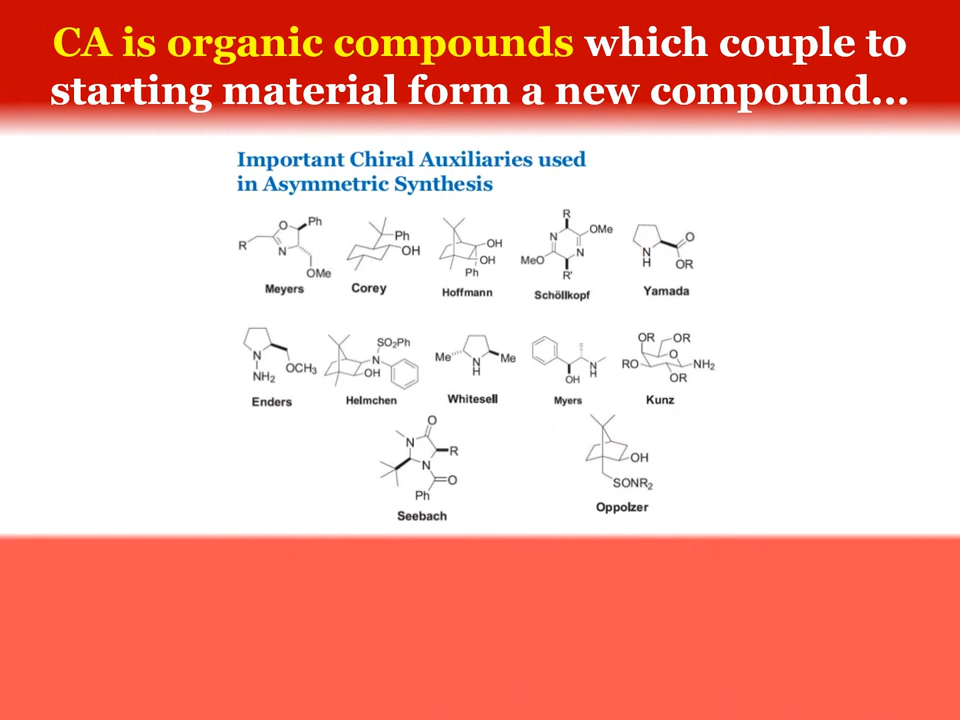 CA is organic compounds which couple to
starting material form a new compound...
Important Chiral Auxiliaries used
in Asymmetric Synthesis
R
O
Ph
N
OMe
Meyers
Ph
OH
Corey
OH
OH
Ph
Hoffmann
R
N
OMe
MeO
N
R'
Schöllkopf
N
H
O
OR
Yamada
N
NH2
OCH3
Enders
SO2Ph
N
OH
Helmchen
Me
N
H
Me
Whitesell
OH
N
H
Myers
OR
OR
O
RO
NH2
OR
Kunz
O
N
R
N
O
Ph
Seebach
OH
SONR2
Oppolzer